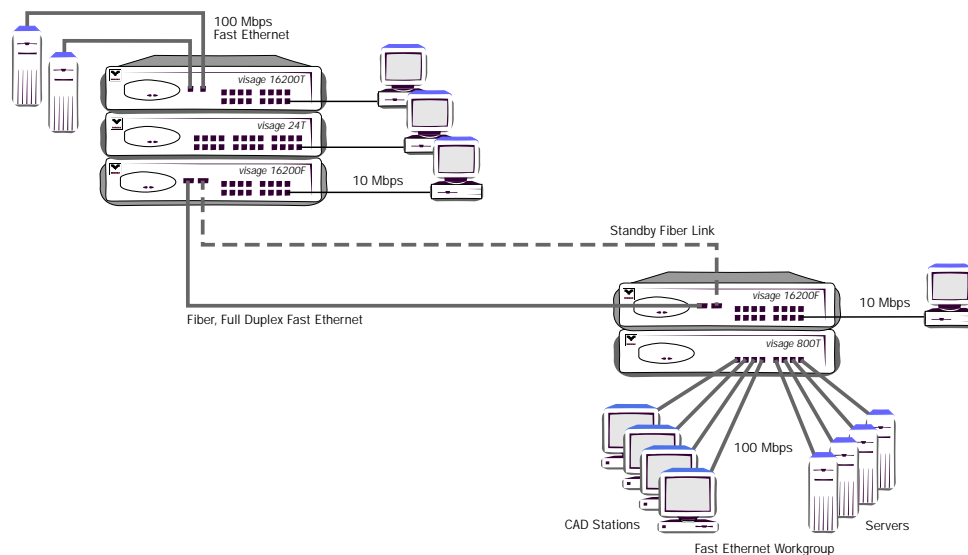 100 Mbps
Fast Ethernet
visage 16200T
visage 24T
visage 16200F
10 Mbps
Standby Fiber Link
visage 16200F
10 Mbps
Fiber, Full Duplex Fast Ethernet
visage 800T
100 Mbps
CAD Stations
Servers
Fast Ethernet Workgroup